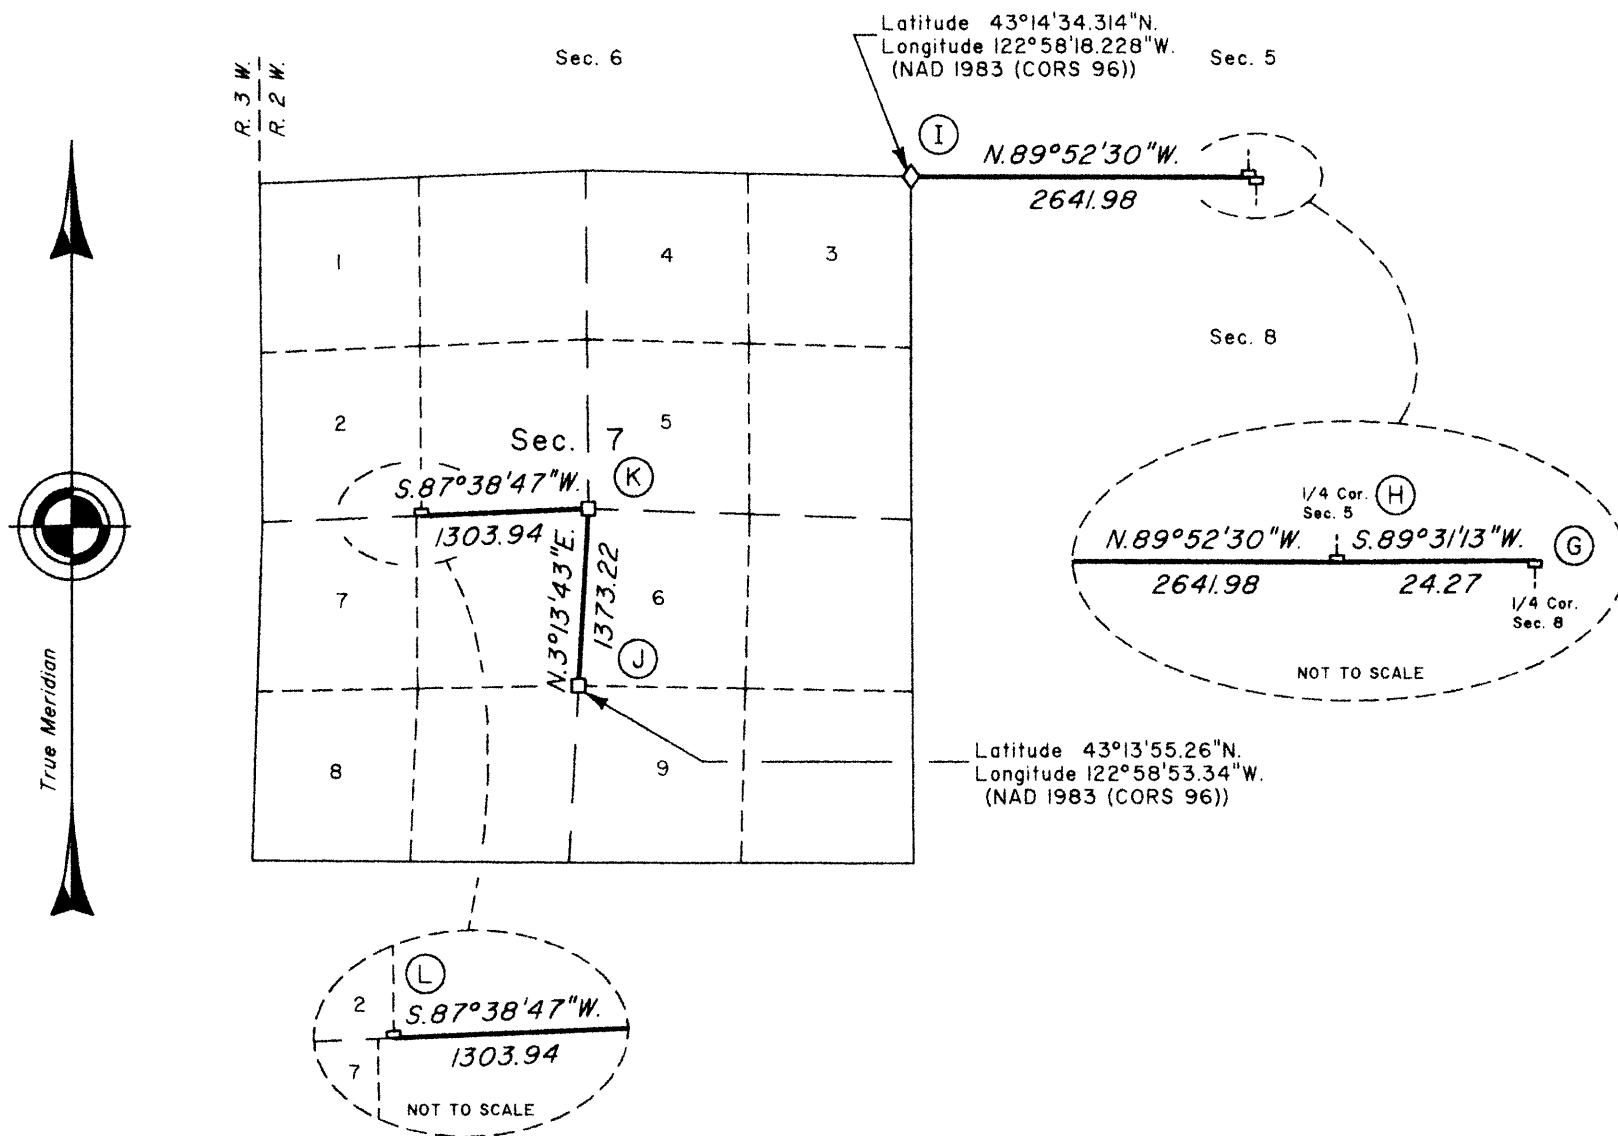 Latitude 43°14'34.314"N.
Longitude 122°58'18.228"W.
(NAD 1983 (CORS 96))
Sec. 6
Sec. 5
R. 3 W.
R. 2 W.
I
N.89°52'30"W.
2641.98
1
4
3
Sec. 8
2
5
Sec. 7
K
S.87°38'47"W.
1303.94
N.3°13'43"E.
1373.22
7
6
J
1/4 Cor.
Sec. 5
H
N.89°52'30"W.
S.89°31'13"W.
G
2641.98
24.27
1/4 Cor.
Sec. 8
NOT TO SCALE
True Meridian
8
9
Latitude 43°13'55.26"N.
Longitude 122°58'53.34"W.
(NAD 1983 (CORS 96))
L
2
S.87°38'47"W.
1303.94
7
NOT TO SCALE